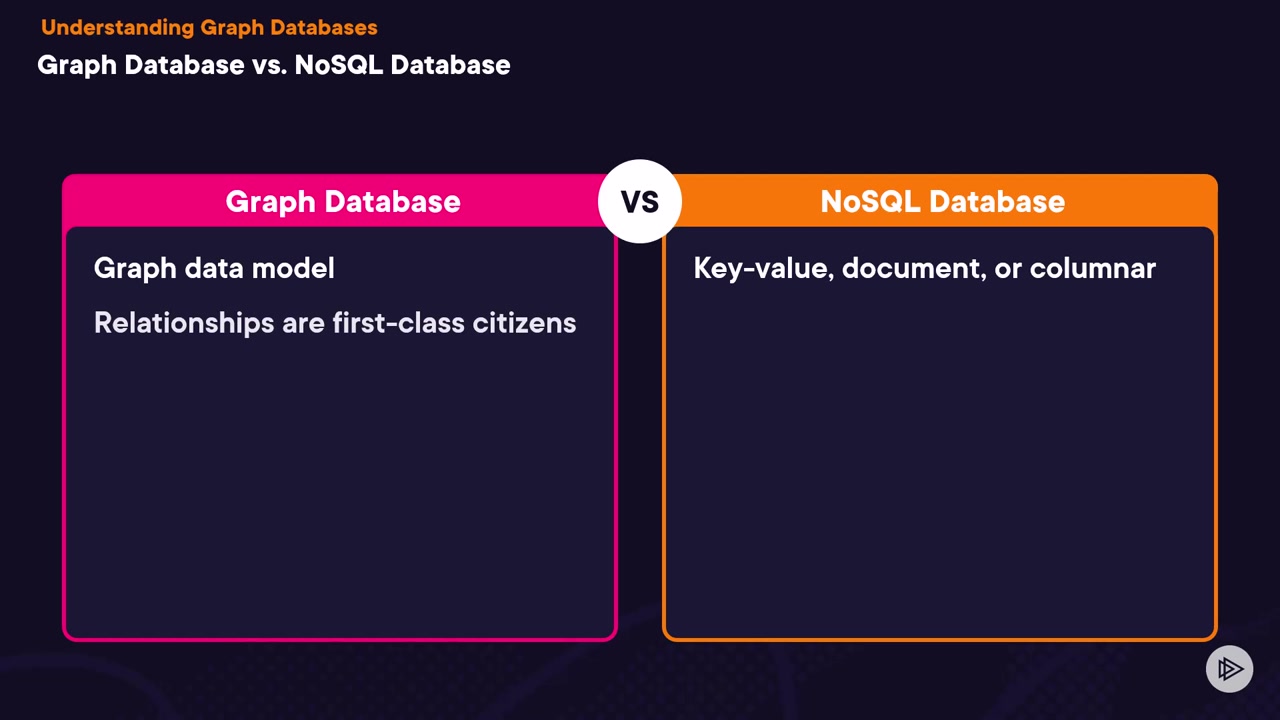 Understanding Graph Databases
Graph Database vs. NoSQL Database
Graph Database
VS
NoSQL Database
Graph data model
Relationships are first-class citizens
Key-value, document, or columnar